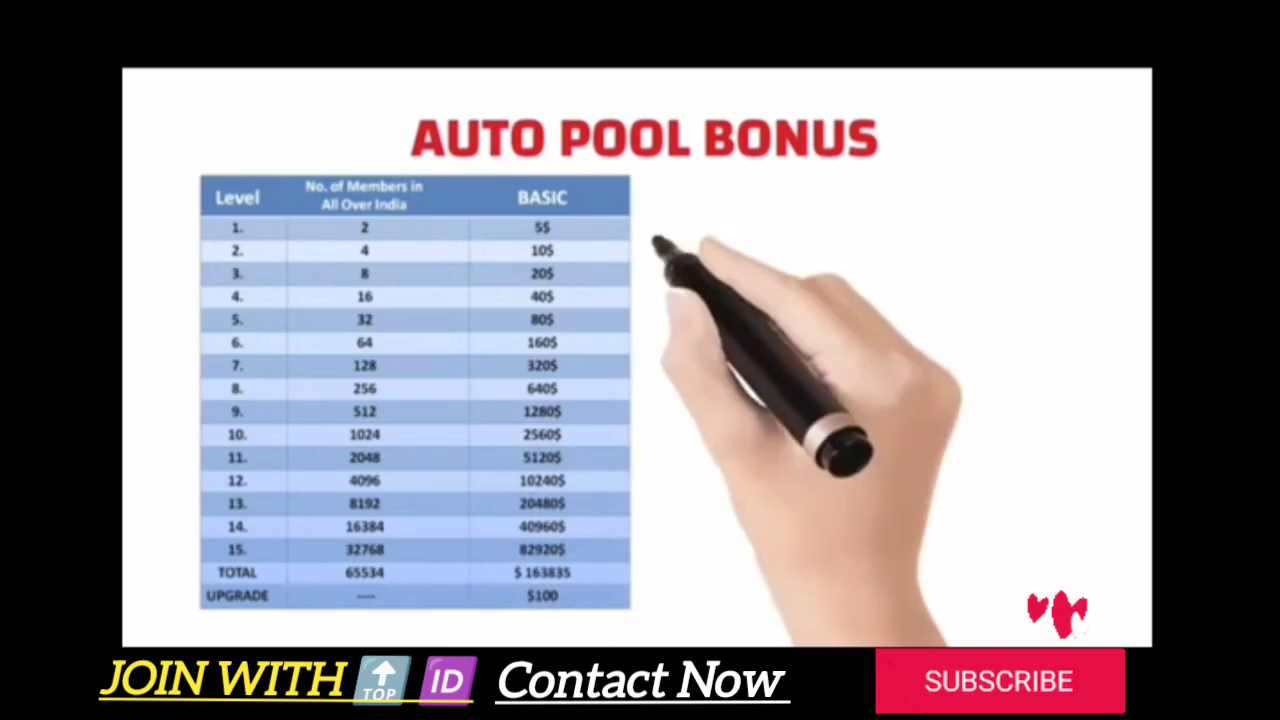 AUTO POOL BONUS
Level No. of Members in All Over India BASIC
1. 2 5$
2. 4 10$
3. 8 20$
4. 16 40$
5. 32 80$
6. 64 160$
7. 128 320$
8. 256 640$
9. 512 1280$
10. 1024 2560$
11. 2048 5120$
12. 4096 10240$
13. 8192 20480$
14. 16384 40960$
15. 32768 82920$
TOTAL 65534 $ 163835
UPGRADE ---- $100
JOIN WITH TOP ID Contact Now SUBSCRIBE